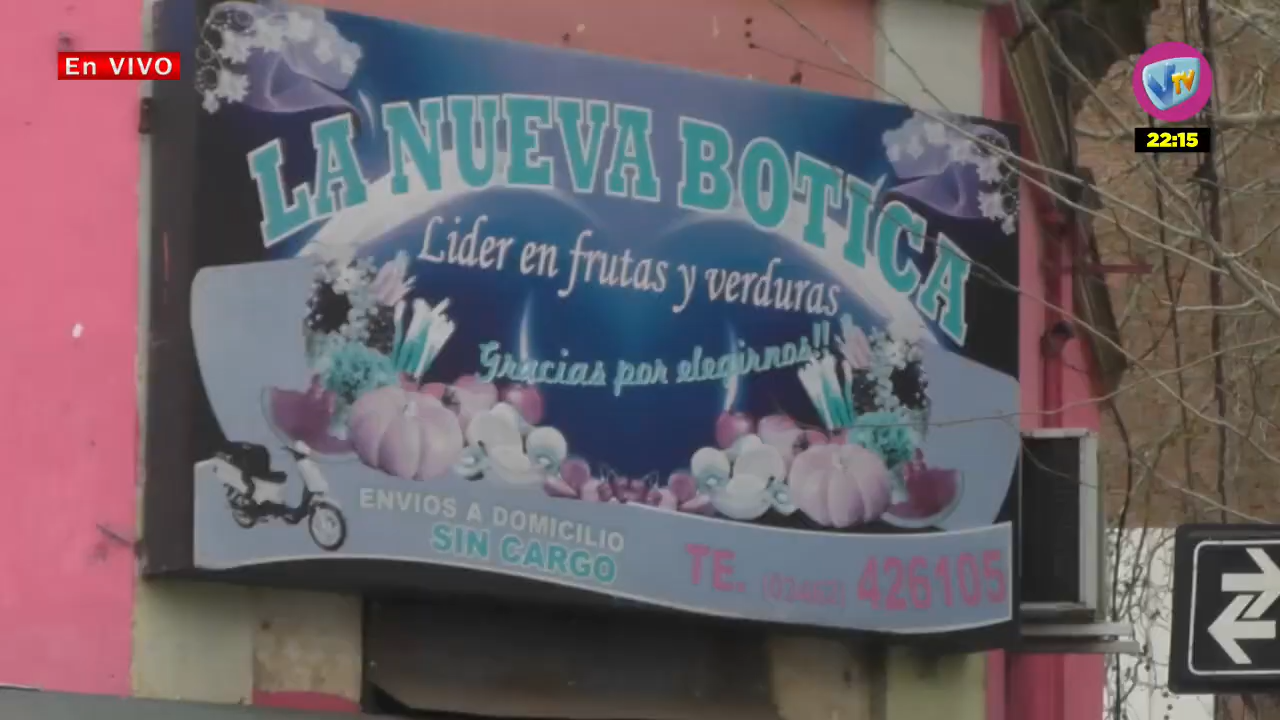 En VIVO
VTV
22:15
LA NUEVA BOTICA
Lider en frutas y verduras
Gracias por elegirnos!!
ENVIOS A DOMICILIO
SIN CARGO
TE. 426105